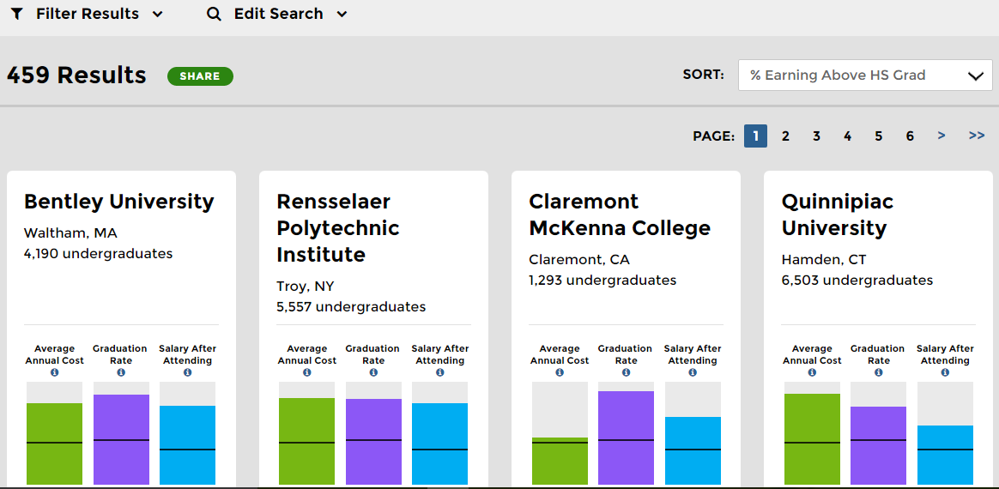 Filter Results
Edit Search
459 Results
SHARE
SORT:
% Earning Above HS Grad
PAGE: 1 2 3 4 5 6 > >>
Bentley University
Waltham, MA
4,190 undergraduates
Average
Annual Cost
Graduation
Rate
Salary After
Attending
Rensselaer
Polytechnic
Institute
Troy, NY
5,557 undergraduates
Average
Annual Cost
Graduation
Rate
Salary After
Attending
Claremont
McKenna College
Claremont, CA
1,293 undergraduates
Average
Annual Cost
Graduation
Rate
Salary After
Attending
Quinnipiac
University
Hamden, CT
6,503 undergraduates
Average
Annual Cost
Graduation
Rate
Salary After
Attending